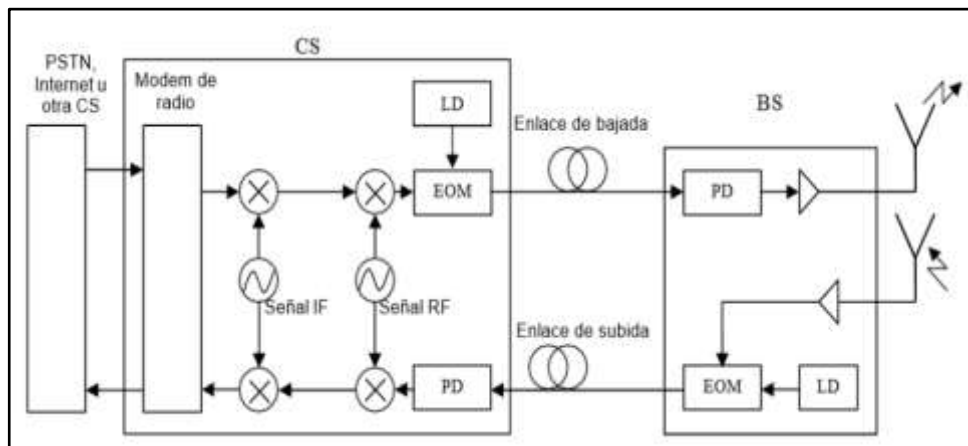 CS
PSTN,
Internet u
otra CS
Modem de
radio
LD
Enlace de bajada
BS
EOM
PD
Señal IF
Señal RF
Enlace de subida
PD
EOM
LD